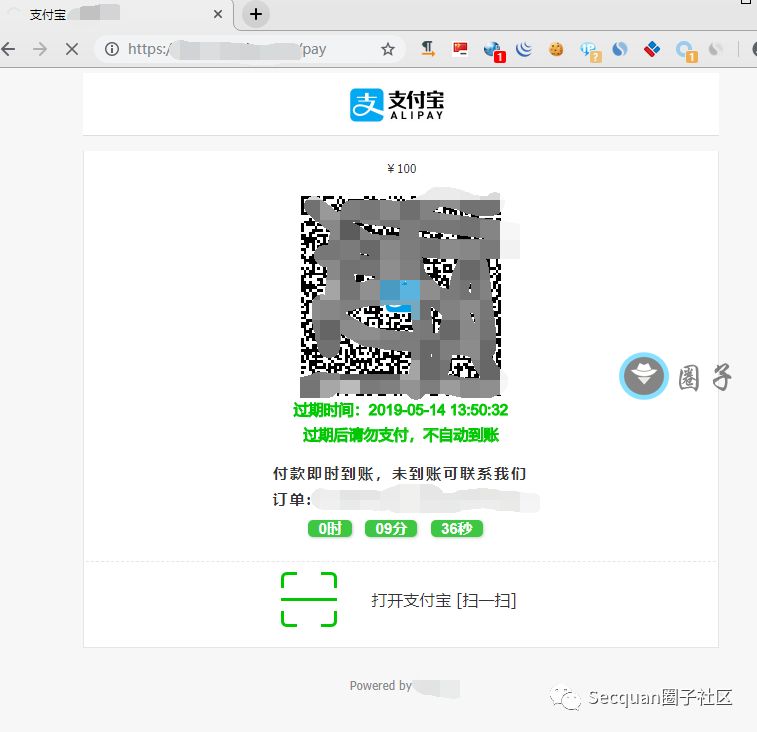 支付宝
https:/ /pay
1
?
1
支付宝
ALIPAY
¥100
过期时间：2019-05-14 13:50:32
过期后请勿支付，不自动到账
圈子
付款即时到账，未到账可联系我们
订单:
0时 09分 36秒
打开支付宝 [扫一扫]
Powered by
Secquan圈子社区